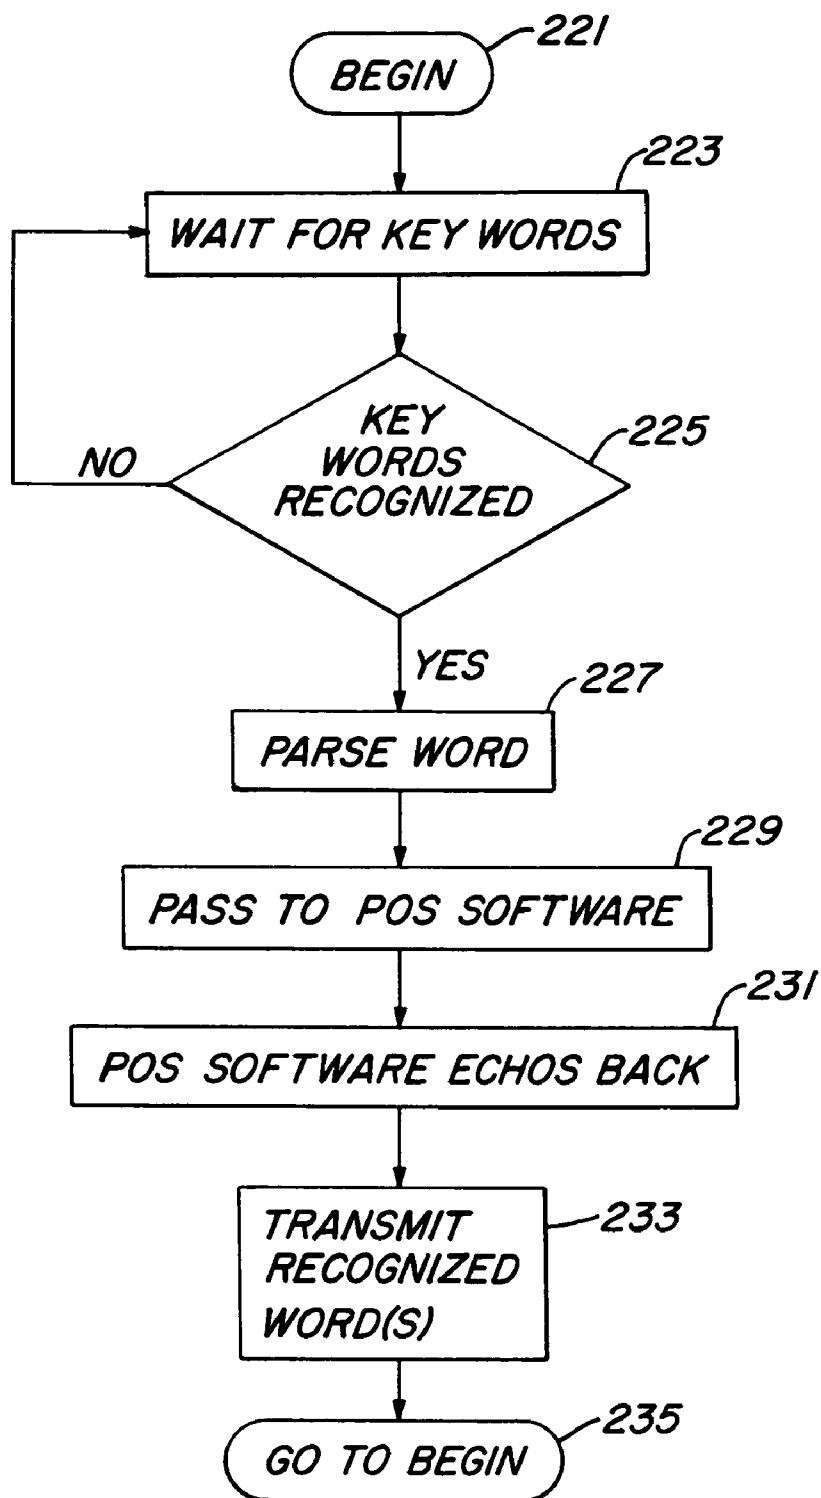 221
BEGIN
223
WAIT FOR KEY WORDS
KEY
WORDS
RECOGNIZED
225
NO
YES
227
PARSE WORD
229
PASS TO POS SOFTWARE
231
POS SOFTWARE ECHOS BACK
TRANSMIT
RECOGNIZED
WORD(S)
233
235
GO TO BEGIN